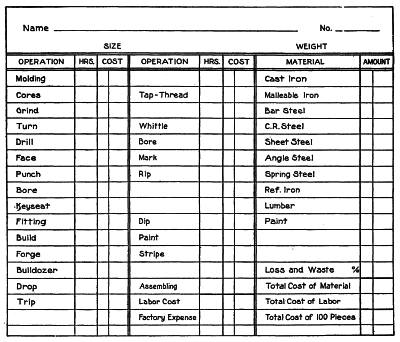 Name No.
SIZE WEIGHT
OPERATION HRS. COST OPERATION HRS. COST MATERIAL AMOUNT
Molding Cast Iron
Cores Tap-Thread Malleable Iron
Grind Bar Steel
Turn Whittle C.R. Steel
Drill Bore Sheet Steel
Face Mark Angle Steel
Punch Rip Spring Steel
Bore Ref. Iron
Keyseat Lumber
Fitting Dip Paint
Build Paint
Forge Stripe
Bulldozer Loss and Waste %
Drop Assembling Total Cost of Material
Trip Labor Cost Total Cost of Labor
Factory Expense Total Cost of 100 Pieces